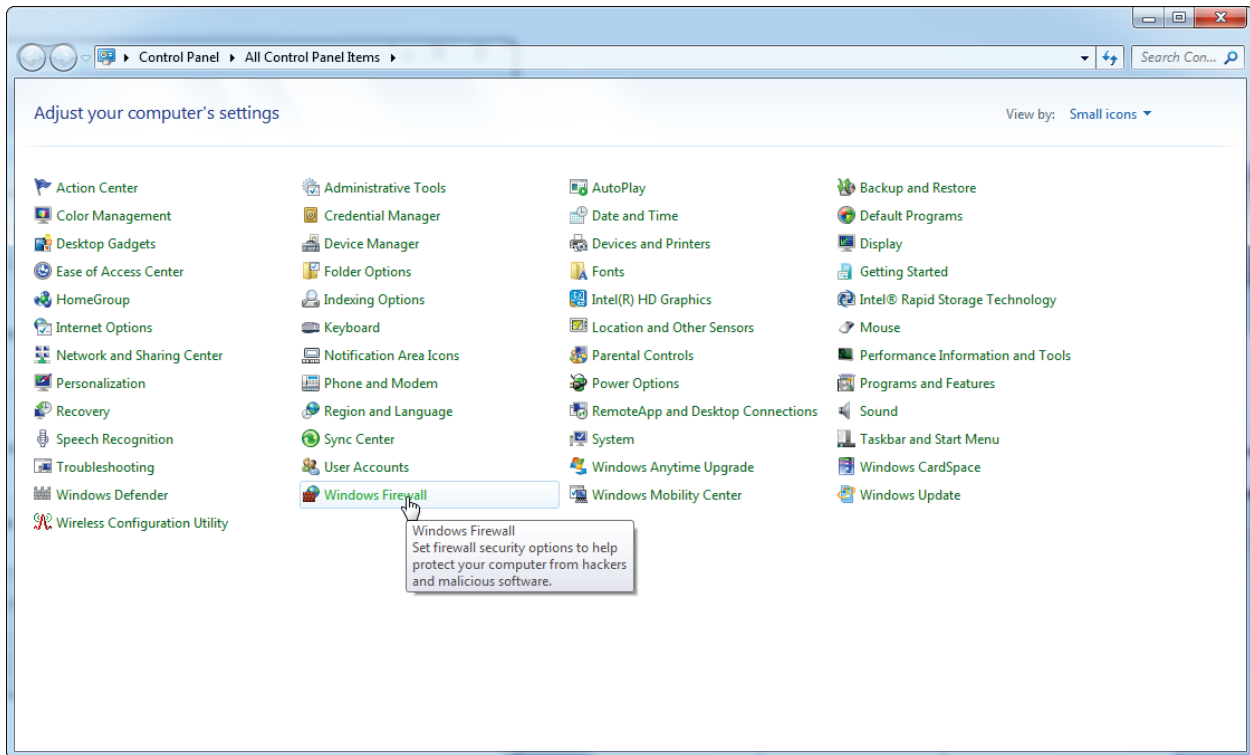 Control Panel All Control Panel Items Search Con...
Adjust your computer's settings View by: Small icons
Action Center Administrative Tools AutoPlay Backup and Restore
Color Management Credential Manager Date and Time Default Programs
Desktop Gadgets Device Manager Devices and Printers Display
Ease of Access Center Folder Options Fonts Getting Started
HomeGroup Indexing Options Intel(R) HD Graphics Intel® Rapid Storage Technology
Internet Options Keyboard Location and Other Sensors Mouse
Network and Sharing Center Notification Area Icons Parental Controls Performance Information and Tools
Personalization Phone and Modem Power Options Programs and Features
Recovery Region and Language RemoteApp and Desktop Connections Sound
Speech Recognition Sync Center System Taskbar and Start Menu
Troubleshooting User Accounts Windows Anytime Upgrade Windows CardSpace
Windows Defender Windows Firewall Windows Mobility Center Windows Update
Wireless Configuration Utility
Windows Firewall
Set firewall security options to help
protect your computer from hackers
and malicious software.